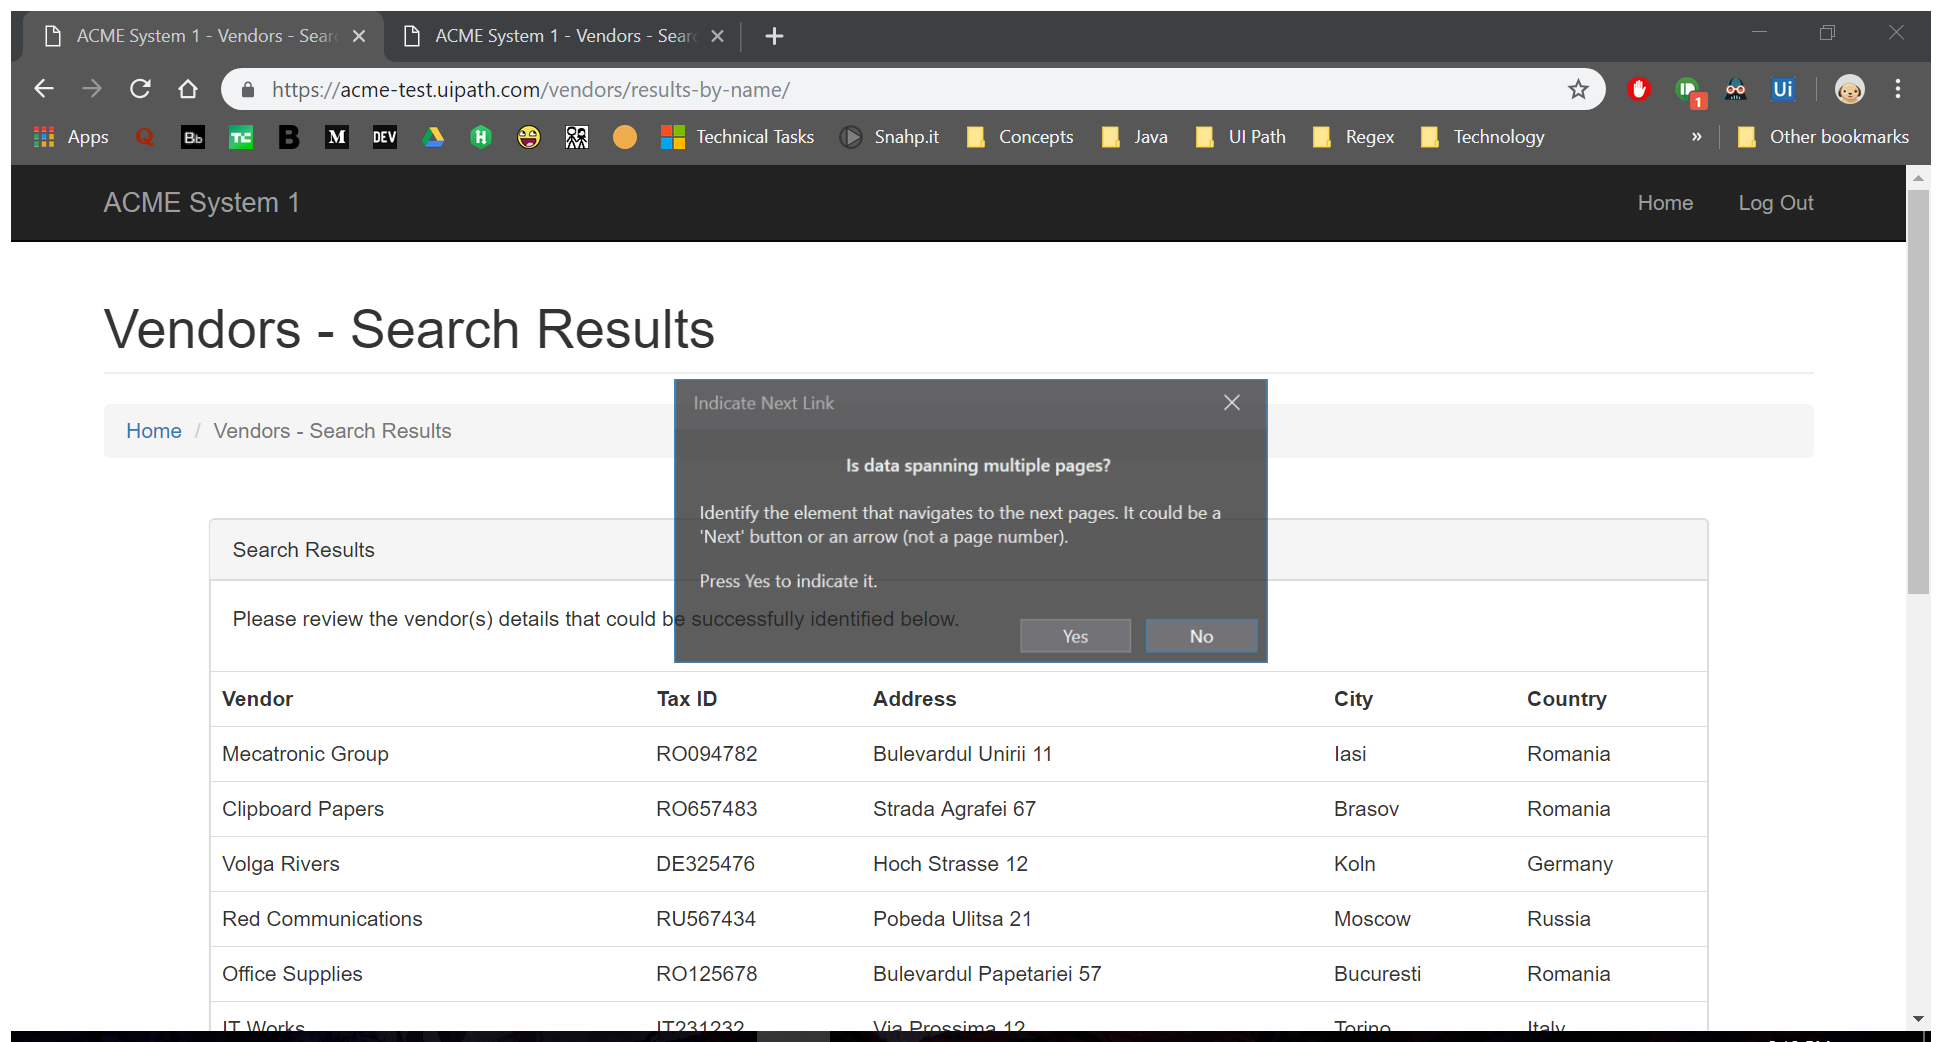 ACME System 1 - Vendors - Sear
ACME System 1 - Vendors - Sear
https://acme-test.uipath.com/vendors/results-by-name/
1
Ui
Apps
Q
Bb
TC
B
M
DEV
H
Technical Tasks
Snahp.it
Concepts
Java
UI Path
Regex
Technology
»
Other bookmarks
ACME System 1
Home
Log Out
Vendors - Search Results
Home / Vendors - Search Results
Indicate Next Link
Is data spanning multiple pages?
Identify the element that navigates to the next pages. It could be a
'Next' button or an arrow (not a page number).
Press Yes to indicate it.
Yes
No
Search Results
Please review the vendor(s) details that could be successfully identified below.
Vendor Tax ID Address City Country
Mecatronic Group RO094782 Bulevardul Unirii 11 Iasi Romania
Clipboard Papers RO657483 Strada Agrafei 67 Brasov Romania
Volga Rivers DE325476 Hoch Strasse 12 Koln Germany
Red Communications RU567434 Pobeda Ulitsa 21 Moscow Russia
Office Supplies RO125678 Bulevardul Papetariei 57 Bucuresti Romania
IT Works IT231232 Via Prossima 12 Torino Italy